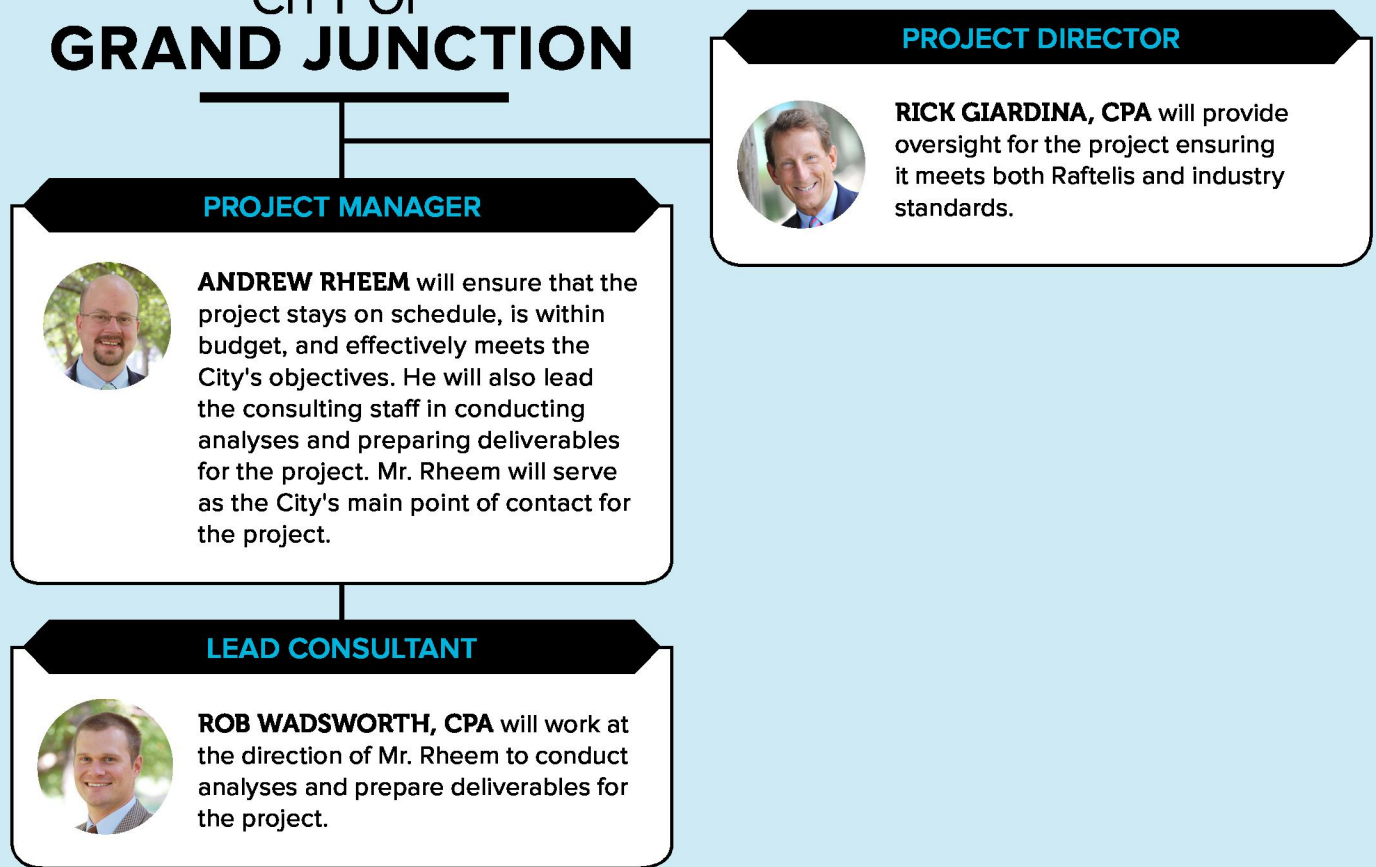 CITY OF
GRAND JUNCTION
PROJECT DIRECTOR
RICK GIARDINA, CPA will provide
oversight for the project ensuring
it meets both Raftelis and industry
standards.
PROJECT MANAGER
ANDREW RHEEM will ensure that the
project stays on schedule, is within
budget, and effectively meets the
City's objectives. He will also lead
the consulting staff in conducting
analyses and preparing deliverables
for the project. Mr. Rheem will serve
as the City's main point of contact for
the project.
LEAD CONSULTANT
ROB WADSWORTH, CPA will work at
the direction of Mr. Rheem to conduct
analyses and prepare deliverables for
the project.